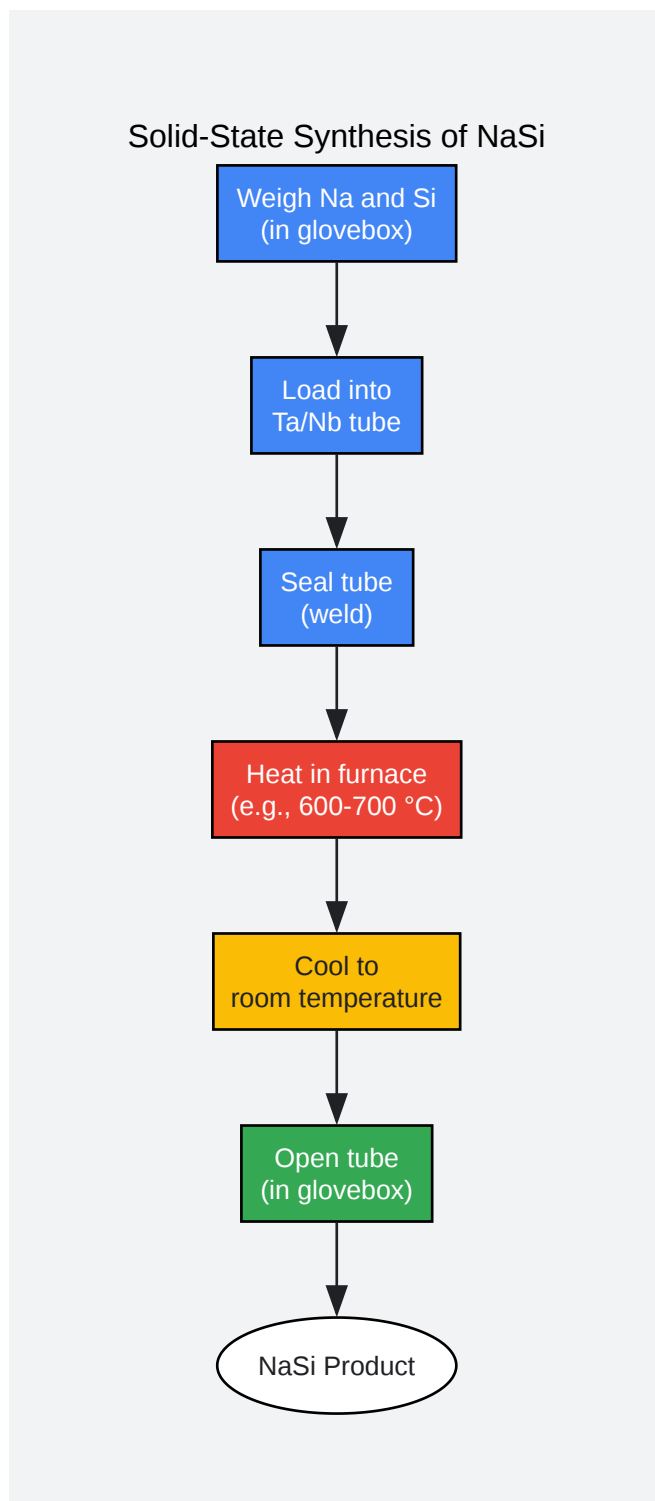 Solid-State Synthesis of NaSi
Weigh Na and Si
(in glovebox)
Load into
Ta/Nb tube
Seal tube
(weld)
Heat in furnace
(e.g., 600-700 °C)
Cool to
room temperature
Open tube
(in glovebox)
NaSi Product